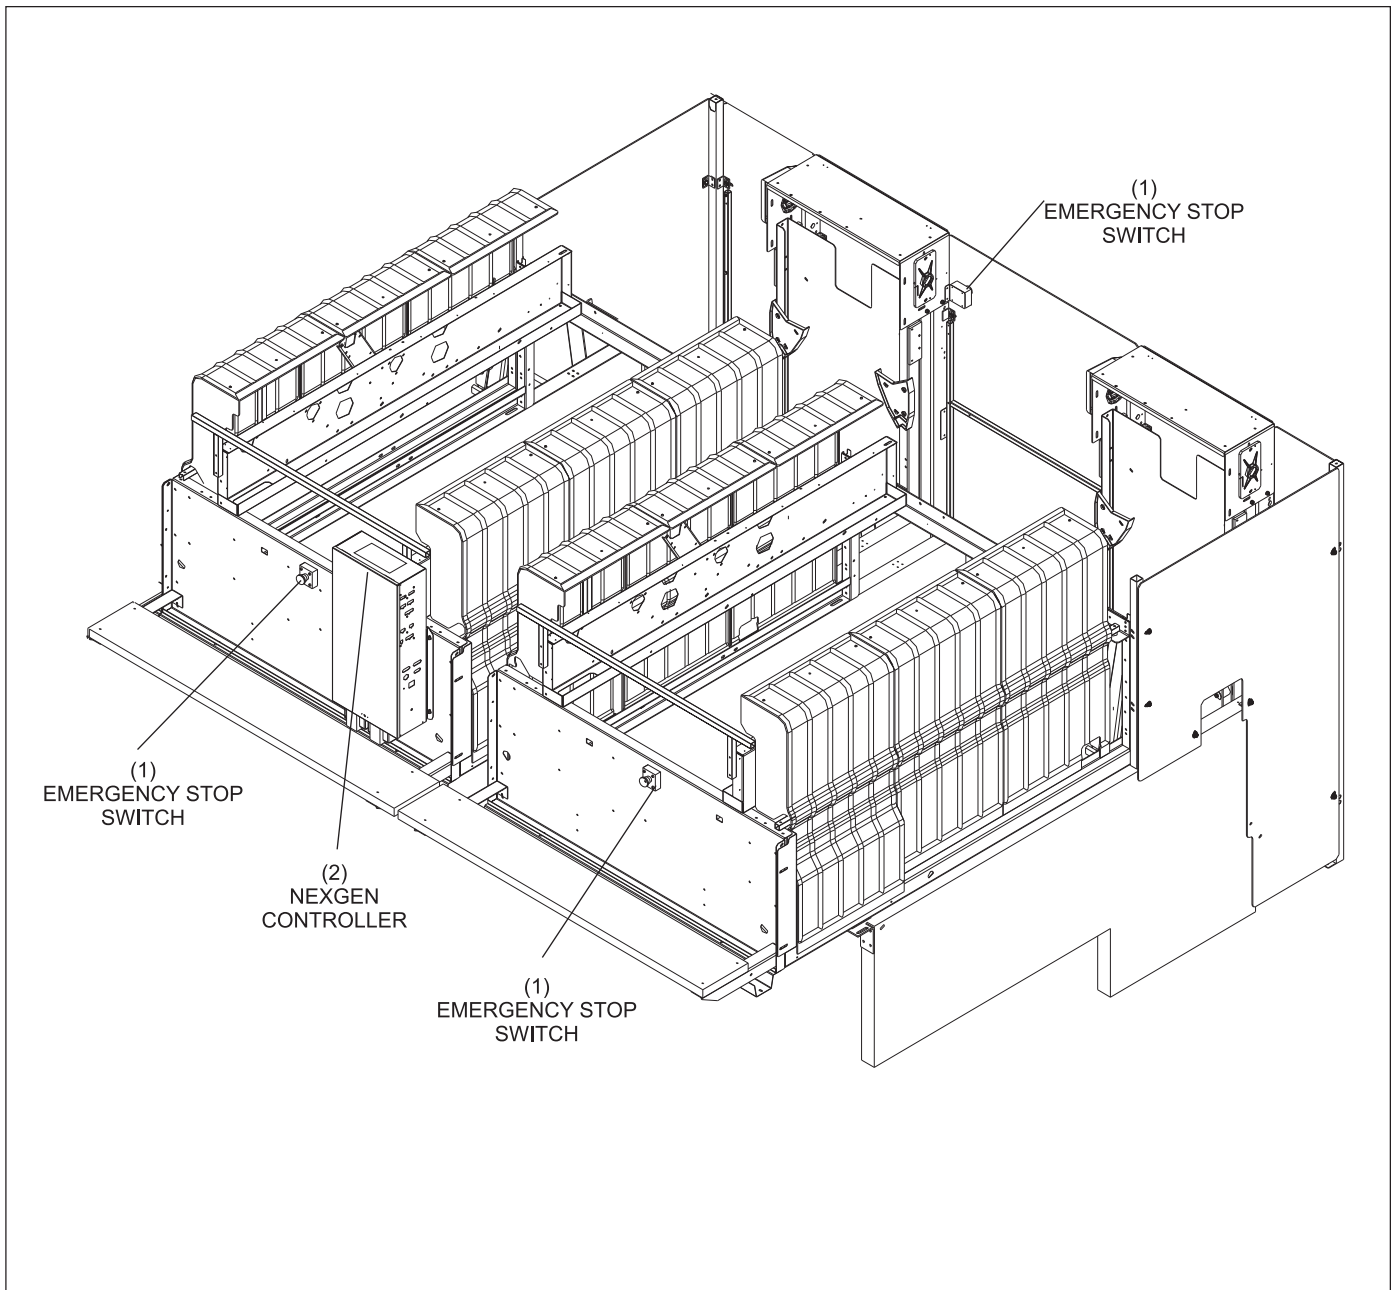 (1)
EMERGENCY STOP
SWITCH
(1)
EMERGENCY STOP
SWITCH
(2)
NEXGEN
CONTROLLER
(1)
EMERGENCY STOP
SWITCH